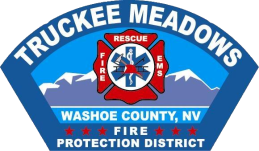 TRUCKEE MEADOWS
RESCUE
FIRE
EMS
WASHOE COUNTY, NV
FIRE
PROTECTION DISTRICT